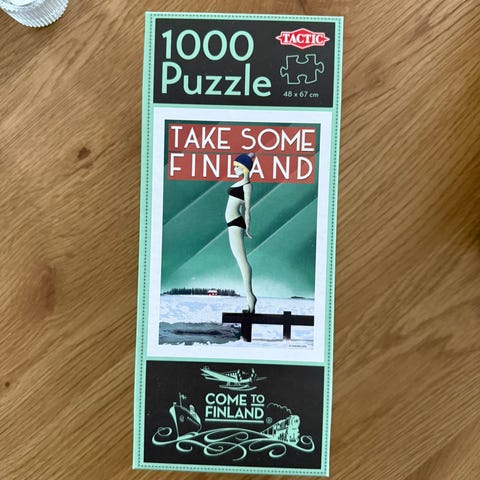 1000
Puzzle
TACTIC
48 x 67 cm
TAKE SOME
FINLAND
COME TO
FINLAND
®